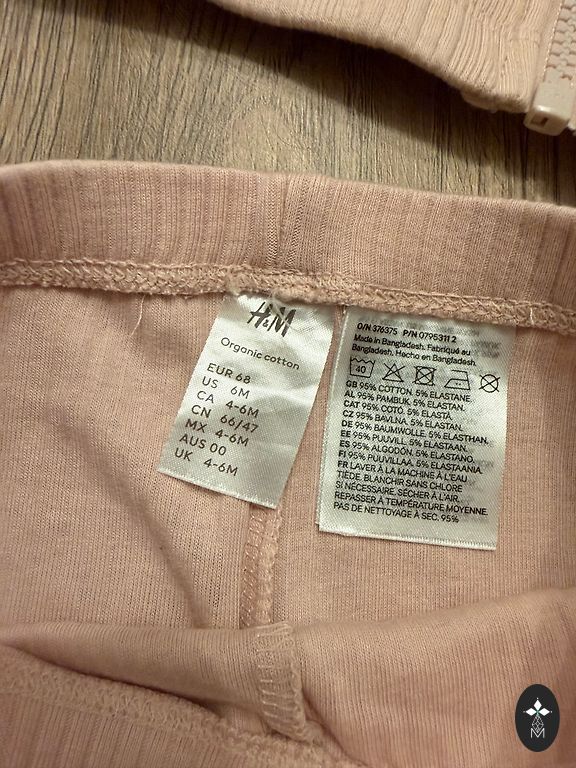 H&M
Organic cotton
EUR 68
US 6M
CA 4-6M
CN 66/47
MX 4-6M
AUS 00
UK 4-6M
O/N 376375 P/N 0795311 2
Made in Bangladesh. Fabriqué au
Bangladesh. Hecho en Bangladesh.
40
GB 95% COTTON. 5% ELASTANE
AL 95% PAMBUK. 5% ELASTAN.
CAT 95% COTÓ. 5% ELASTÀ
CZ 95% BAVLNA. 5% ELASTAN.
DE 95% BAUMWOLLE. 5% ELASTHAN.
EE 95% PUUVILL. 5% ELASTAAN.
ES 95% ALGODÓN. 5% ELASTANO.
FI 95% PUUVILLAA. 5% ELASTAANIA.
FR LAVER À LA MACHINE À L'EAU
TIÈDE. BLANCHIR SANS CHLORE
SI NÉCESSAIRE. SÉCHER À L'AIR.
REPASSER À TEMPÉRATURE MOYENNE.
PAS DE NETTOYAGE À SEC. 95%
M